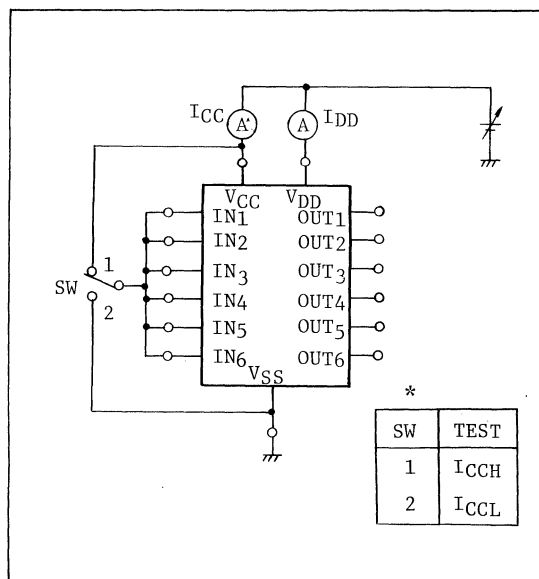 ICC A A IDD
VCC VDD
IN1 OUT1
IN2 OUT2
IN3 OUT3
IN4 OUT4
IN5 OUT5
IN6 OUT6
VSS
1
SW
2
*
SW TEST
1 ICCH
2 ICCL